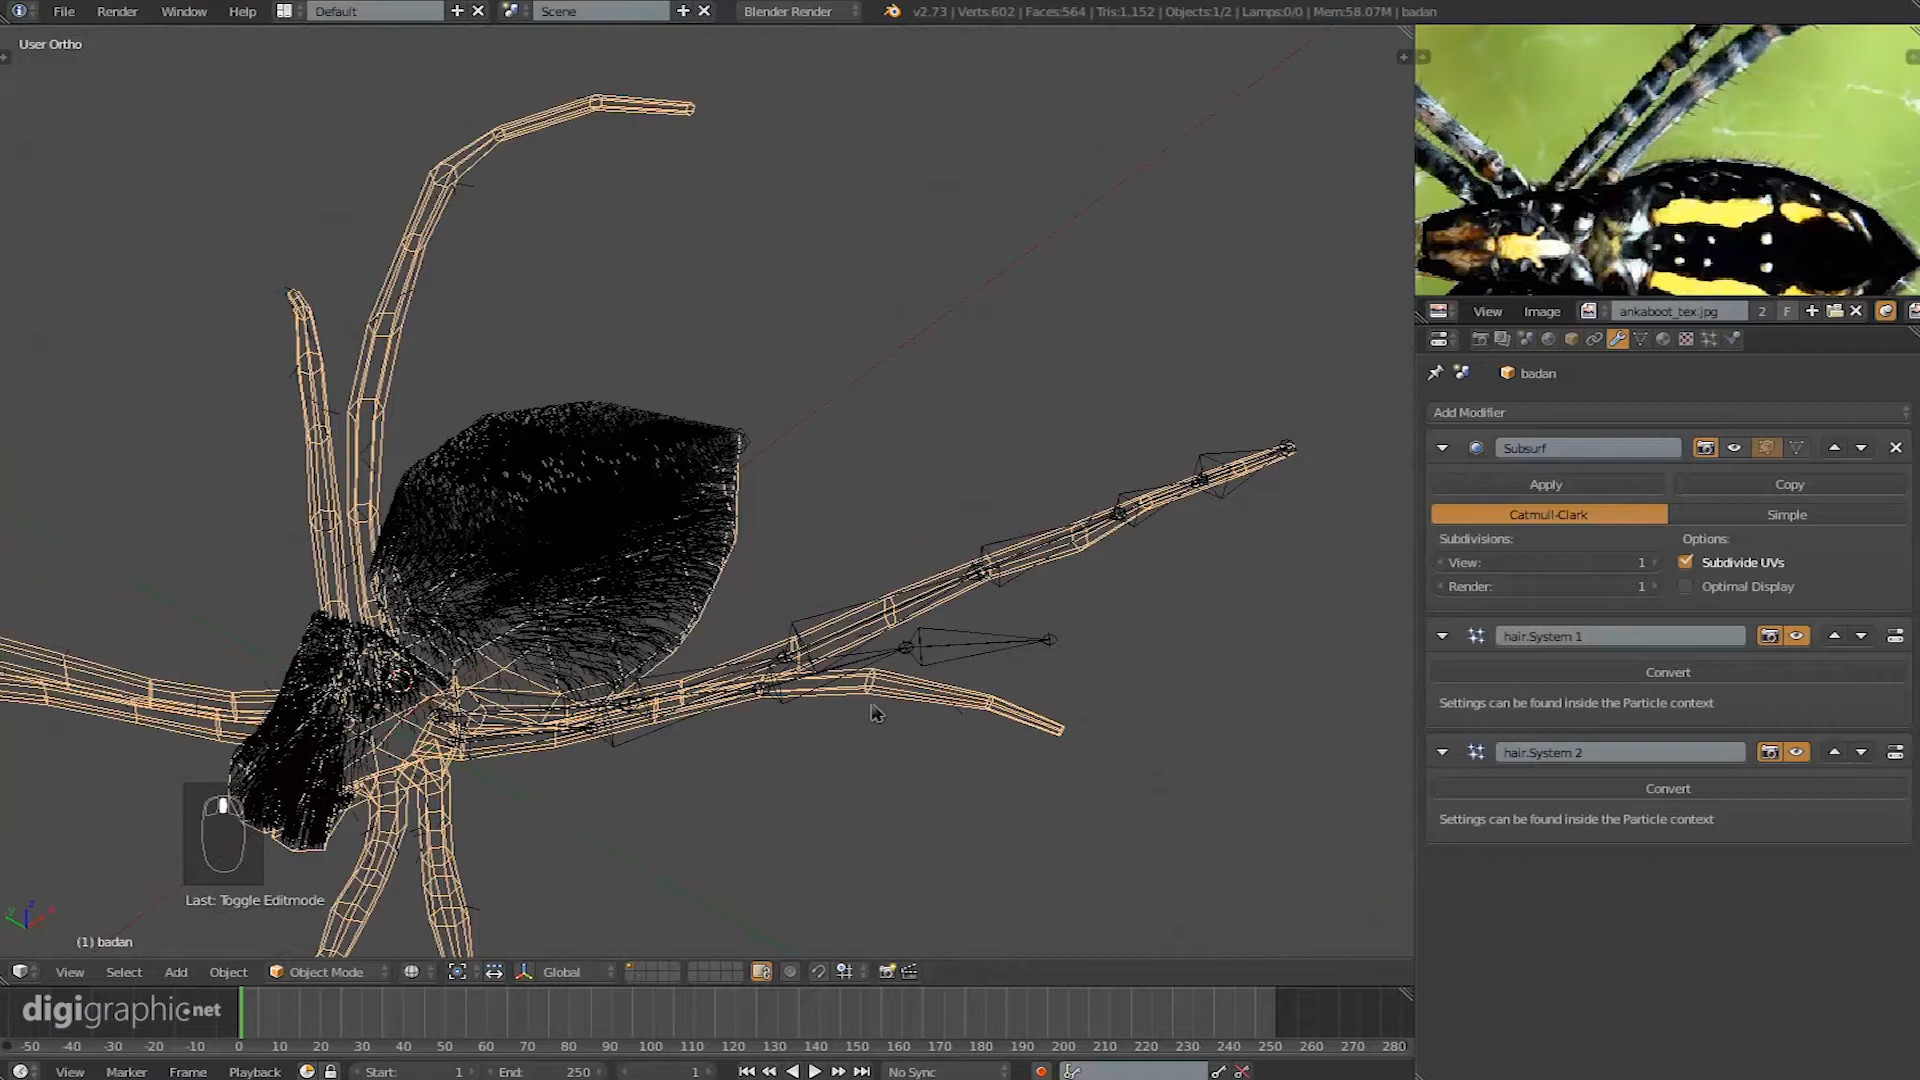 File Render Window Help Default Scene Blender Render v2.73 | Verts:602 | Faces:564 | Tris:1,152 | Objects:1/2 | Lamps:0/0 | Mem:58.07M | badan
User Ortho
View Image ankaboot_tex.jpg 2 F
badan
Add Modifier
Subsurf
Apply Copy
Catmull-Clark Simple
Subdivisions: Options:
View: 1 Subdivide UVs
Render: 1 Optimal Display
hair.System 1
Convert
Settings can be found inside the Particle context
hair.System 2
Convert
Settings can be found inside the Particle context
Last: Toggle Editmode
(1) badan
View Select Add Object Object Mode Global
digigraphic.net
-50 -40 -30 -20 -10 0 10 20 30 40 50 60 70 80 90 100 110 120 130 140 150 160 170 180 190 200 210 220 230 240 250 260 270 280
View Marker Frame Playback Start: 1 End: 250 1 No Sync